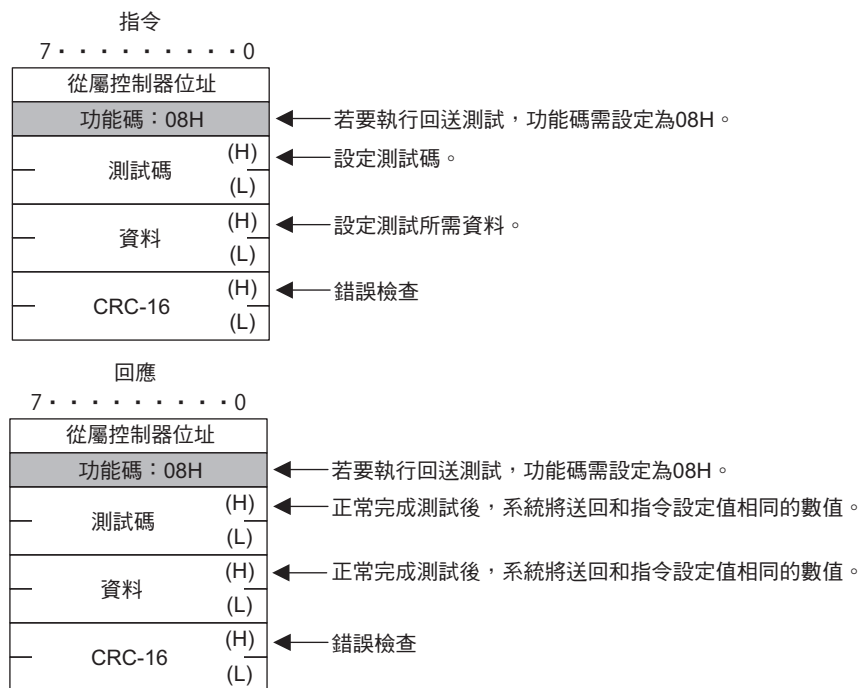 指令
7・・・・・・・・・0
從屬控制器位址
功能碼：08H
若要執行回送測試，功能碼需設定為08H。
測試碼
(H)
(L)
設定測試碼。
資料
(H)
(L)
設定測試所需資料。
CRC-16
(H)
(L)
錯誤檢查
回應
7・・・・・・・・・0
從屬控制器位址
功能碼：08H
若要執行回送測試，功能碼需設定為08H。
測試碼
(H)
(L)
正常完成測試後，系統將送回和指令設定值相同的數值。
資料
(H)
(L)
正常完成測試後，系統將送回和指令設定值相同的數值。
CRC-16
(H)
(L)
錯誤檢查